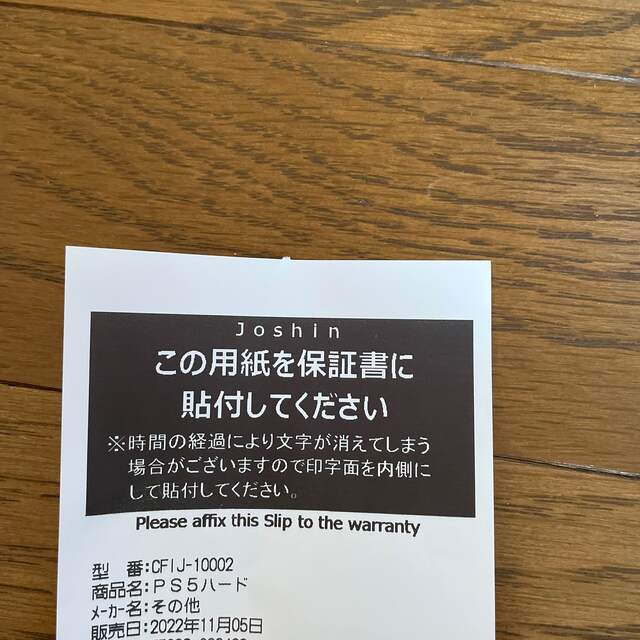 Joshin
この用紙を保証書に
貼付してください
※時間の経過により文字が消えてしまう
場合がございますので印字面を内側に
して貼付してください。
Please affix this Slip to the warranty
型　番:CFIJ-10002
商品名:ＰＳ５ハード
メーカー名:その他
販売日:2022年11月05日